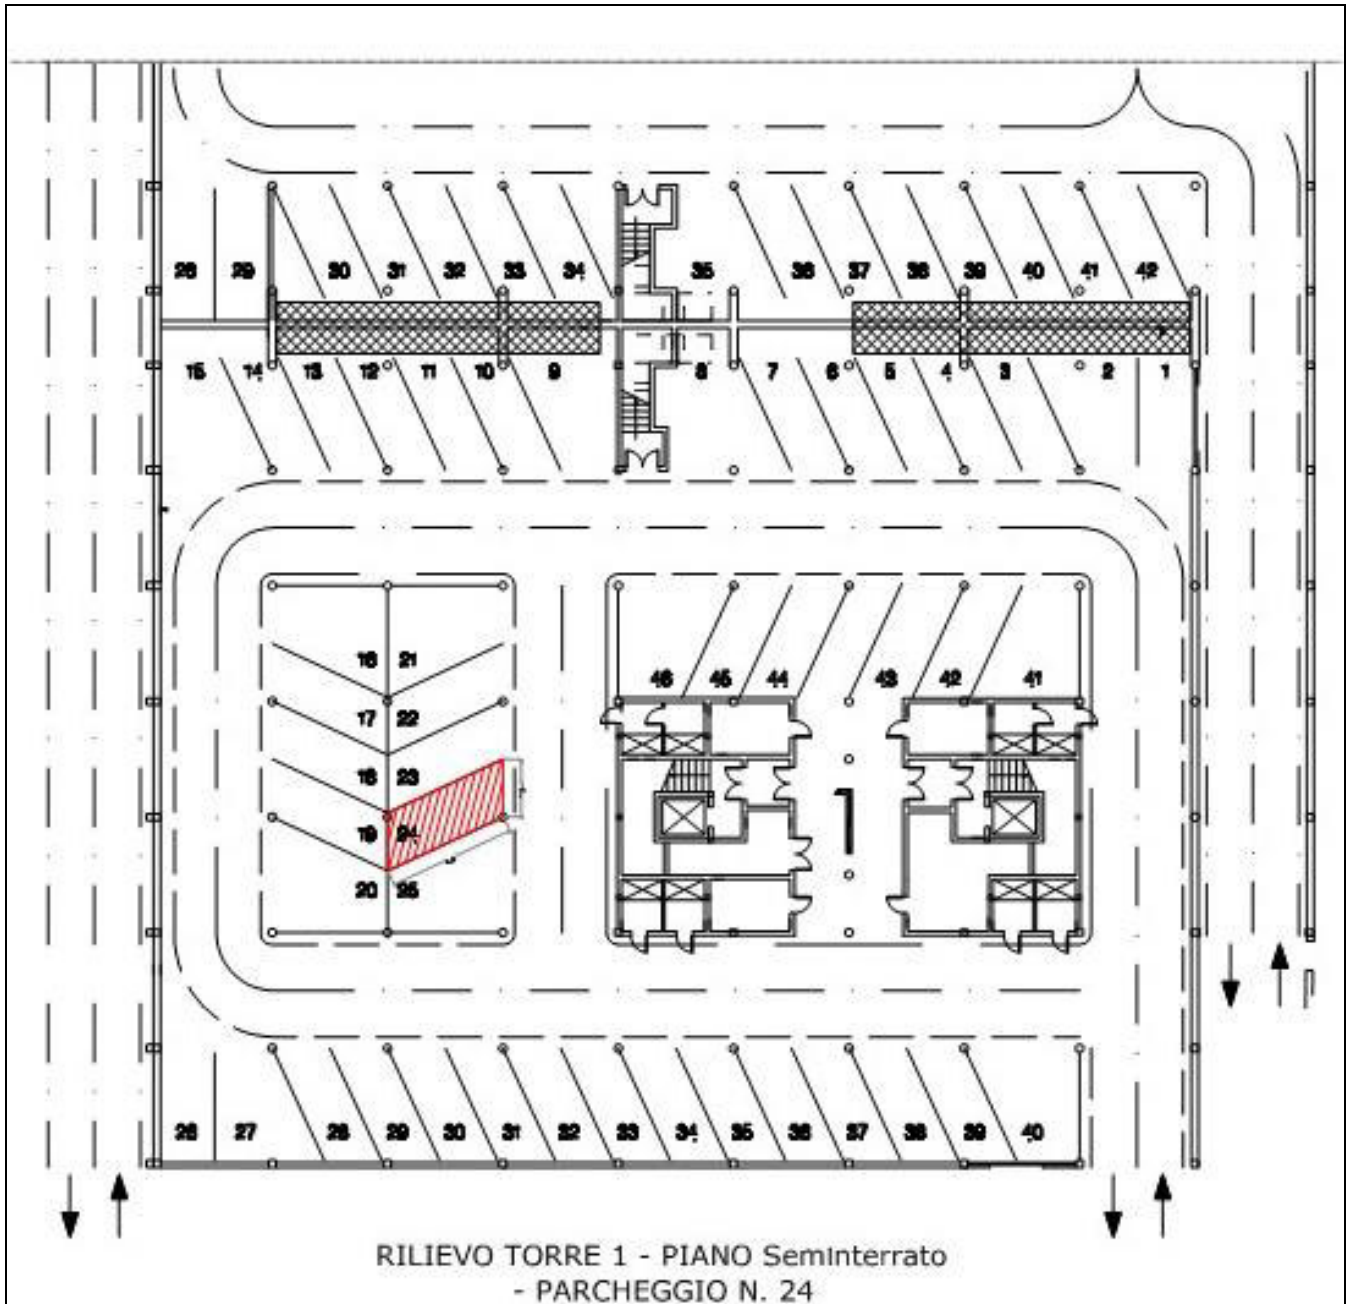 28 29 30 31 32 33 34 35 36 37 38 39 40 41 42
15 14 13 12 11 10 9 8 7 6 5 4 3 2 1
16 21
46 45 44 43 42 41
17 22
18 23
1
19 24
20 25
26 27 28 29 30 31 32 33 34 35 36 37 38 39 40
RILIEVO TORRE 1 - PIANO SemInterrato
- PARCHEGGIO N. 24